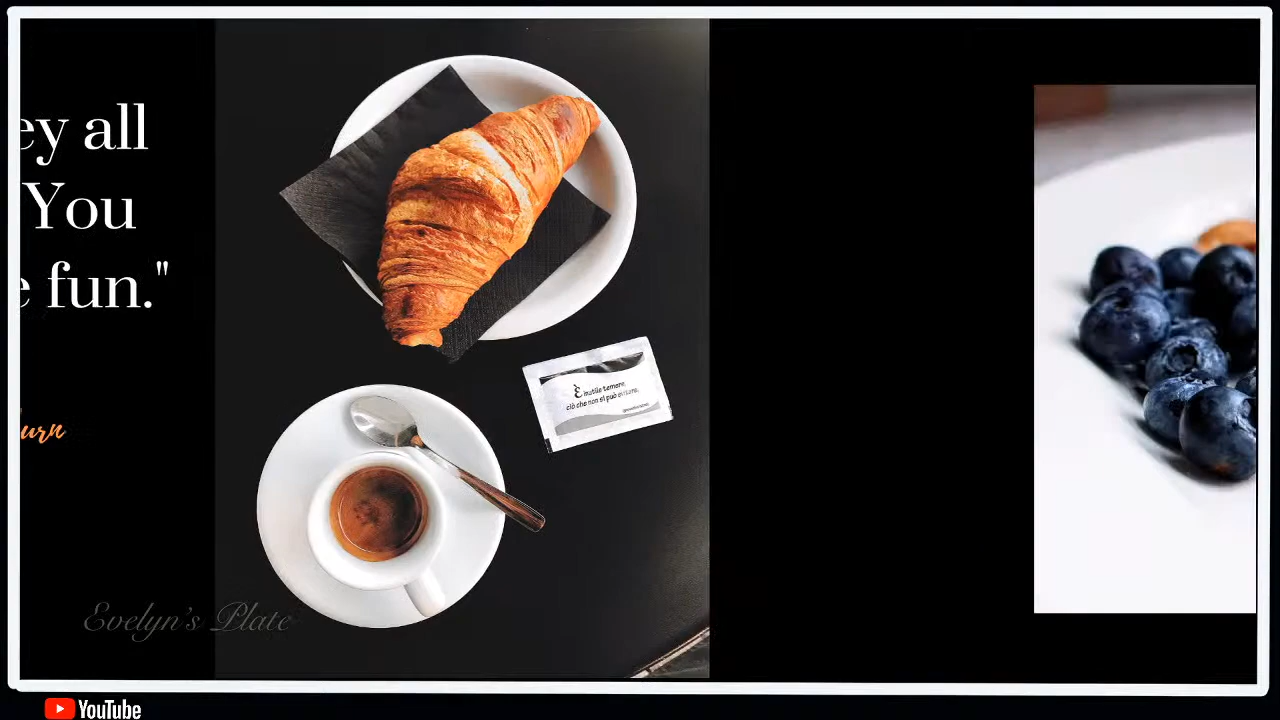 ey all
You
e fun."
urn
È inutile temere,
ciò che non si può evitare.
Evelyn's Plate
YouTube